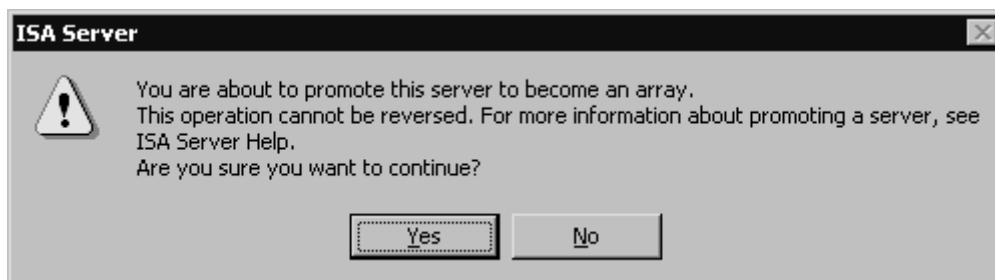 ISA Server
You are about to promote this server to become an array.
This operation cannot be reversed. For more information about promoting a server, see
ISA Server Help.
Are you sure you want to continue?
Yes
No